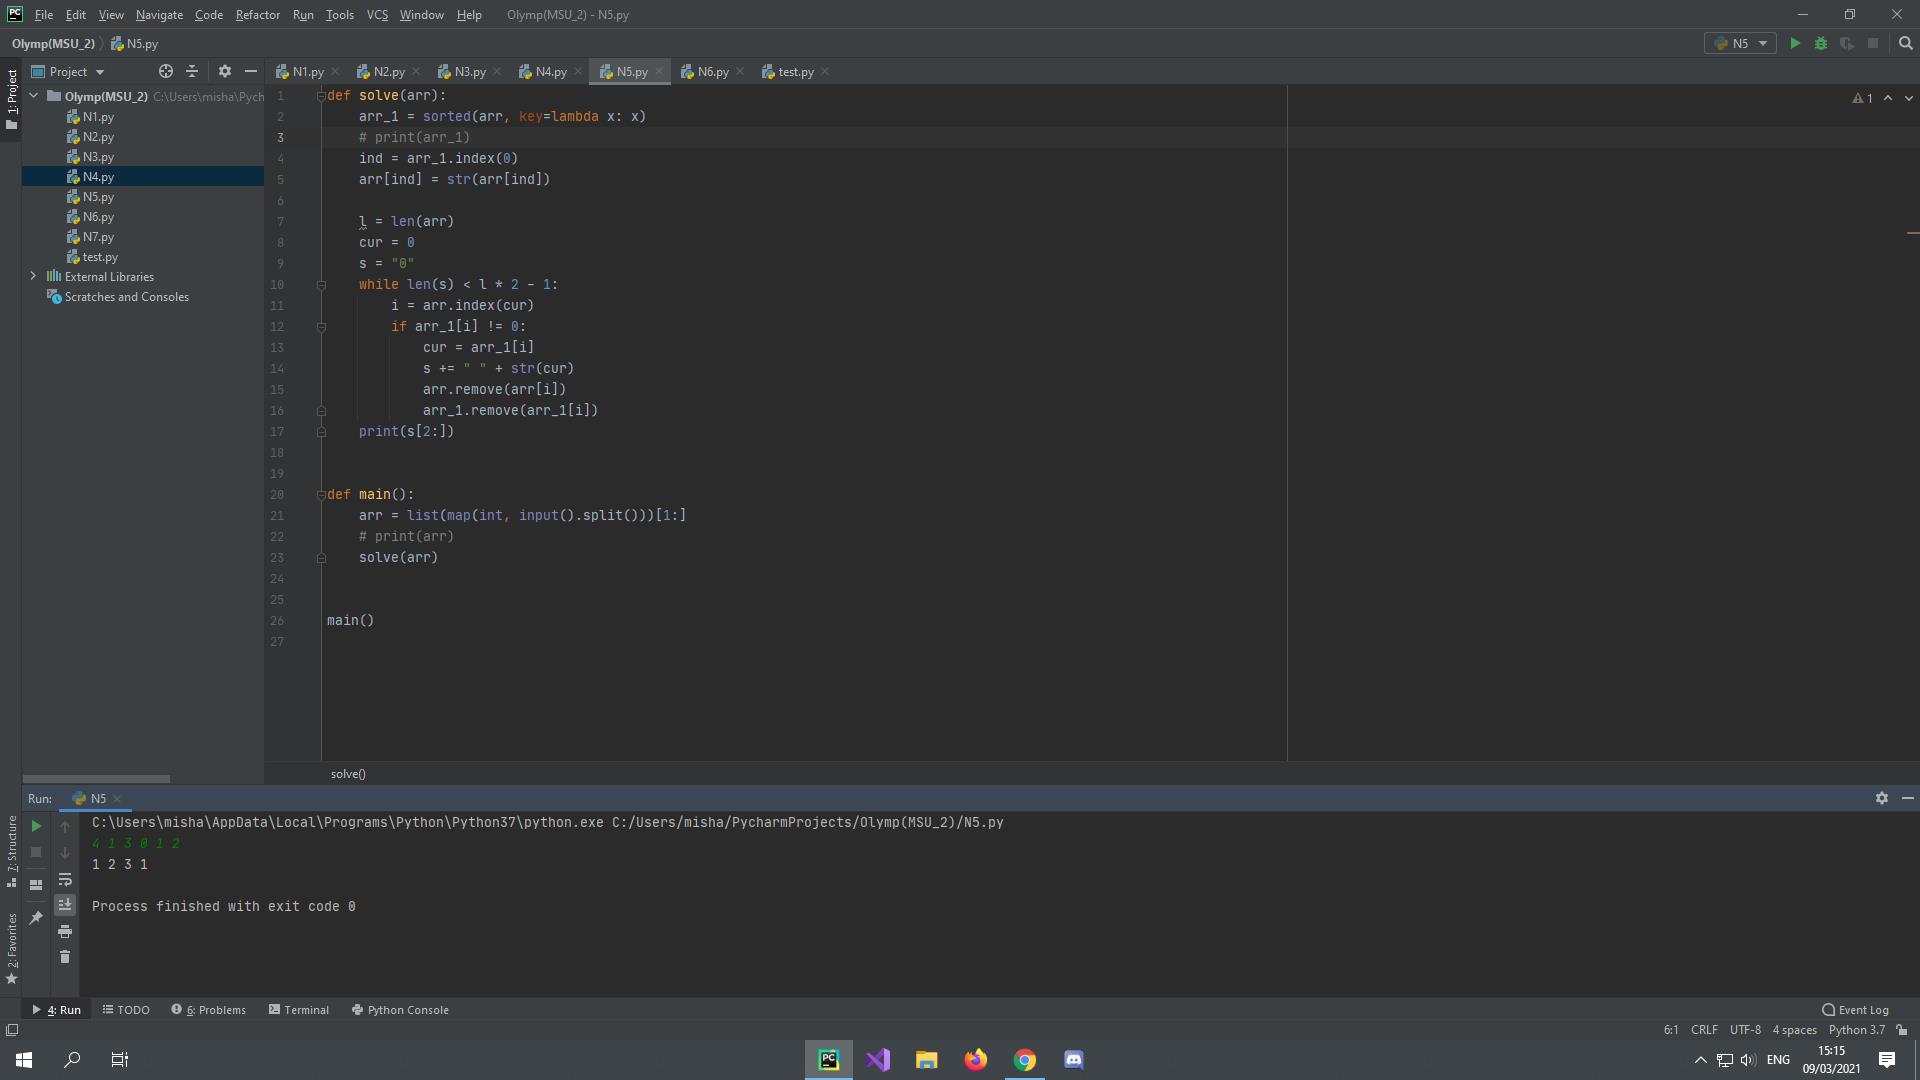 File Edit View Navigate Code Refactor Run Tools VCS Window Help Olymp(MSU_2) - N5.py
Olymp(MSU_2) N5.py N5
1: Project
Project N1.py N2.py N3.py N4.py N5.py N6.py test.py
Olymp(MSU_2) C:\Users\misha\Pych
N1.py
N2.py
N3.py
N4.py
N5.py
N6.py
N7.py
test.py
External Libraries
Scratches and Consoles
1 def solve(arr):
2     arr_1 = sorted(arr, key=lambda x: x)
3     # print(arr_1)
4     ind = arr_1.index(0)
5     arr[ind] = str(arr[ind])
6
7     l = len(arr)
8     cur = 0
9     s = "0"
10     while len(s) < l * 2 - 1:
11         i = arr.index(cur)
12         if arr_1[i] != 0:
13             cur = arr_1[i]
14             s += " " + str(cur)
15             arr.remove(arr[i])
16             arr_1.remove(arr_1[i])
17     print(s[2:])
18
19
20 def main():
21     arr = list(map(int, input().split()))[1:]
22     # print(arr)
23     solve(arr)
24
25
26 main()
27
1
solve()
Run: N5
7: Structure
2: Favorites
C:\Users\misha\AppData\Local\Programs\Python\Python37\python.exe C:/Users/misha/PycharmProjects/Olymp(MSU_2)/N5.py
4 1 3 0 1 2
1 2 3 1
Process finished with exit code 0
4: Run TODO 6: Problems Terminal Python Console Event Log
6:1 CRLF UTF-8 4 spaces Python 3.7
ENG 15:15
09/03/2021